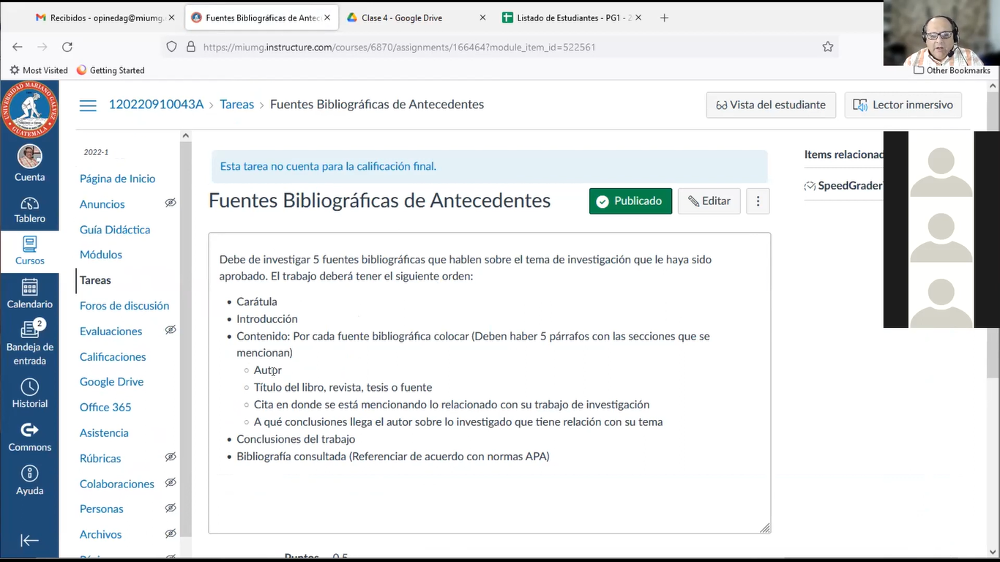 Recibidos - opinedag@miumg.
Fuentes Bibliográficas de Antec
Clase 4 - Google Drive
Listado de Estudiantes - PG1 - 2
https://miumg.instructure.com/courses/6870/assignments/166464?module_item_id=522561
Most Visited
Getting Started
Other Bookmarks
UNIVERSIDAD MARIANO GÁLVEZ
GUATEMALA
Cuenta
Tablero
Cursos
Calendario
2
Bandeja de
entrada
Historial
Commons
Ayuda
120220910043A > Tareas > Fuentes Bibliográficas de Antecedentes
Vista del estudiante
Lector inmersivo
2022-1
Página de Inicio
Anuncios
Guía Didáctica
Módulos
Tareas
Foros de discusión
Evaluaciones
Calificaciones
Google Drive
Office 365
Asistencia
Rúbricas
Colaboraciones
Personas
Archivos
Esta tarea no cuenta para la calificación final.
Fuentes Bibliográficas de Antecedentes
Publicado
Editar
Debe de investigar 5 fuentes bibliográficas que hablen sobre el tema de investigación que le haya sido
aprobado. El trabajo deberá tener el siguiente orden:
• Carátula
• Introducción
• Contenido: Por cada fuente bibliográfica colocar (Deben haber 5 párrafos con las secciones que se
mencionan)
○ Autor
○ Título del libro, revista, tesis o fuente
○ Cita en donde se está mencionando lo relacionado con su trabajo de investigación
○ A qué conclusiones llega el autor sobre lo investigado que tiene relación con su tema
• Conclusiones del trabajo
• Bibliografía consultada (Referenciar de acuerdo con normas APA)
Puntos 0.5
Items relacionad
SpeedGrader